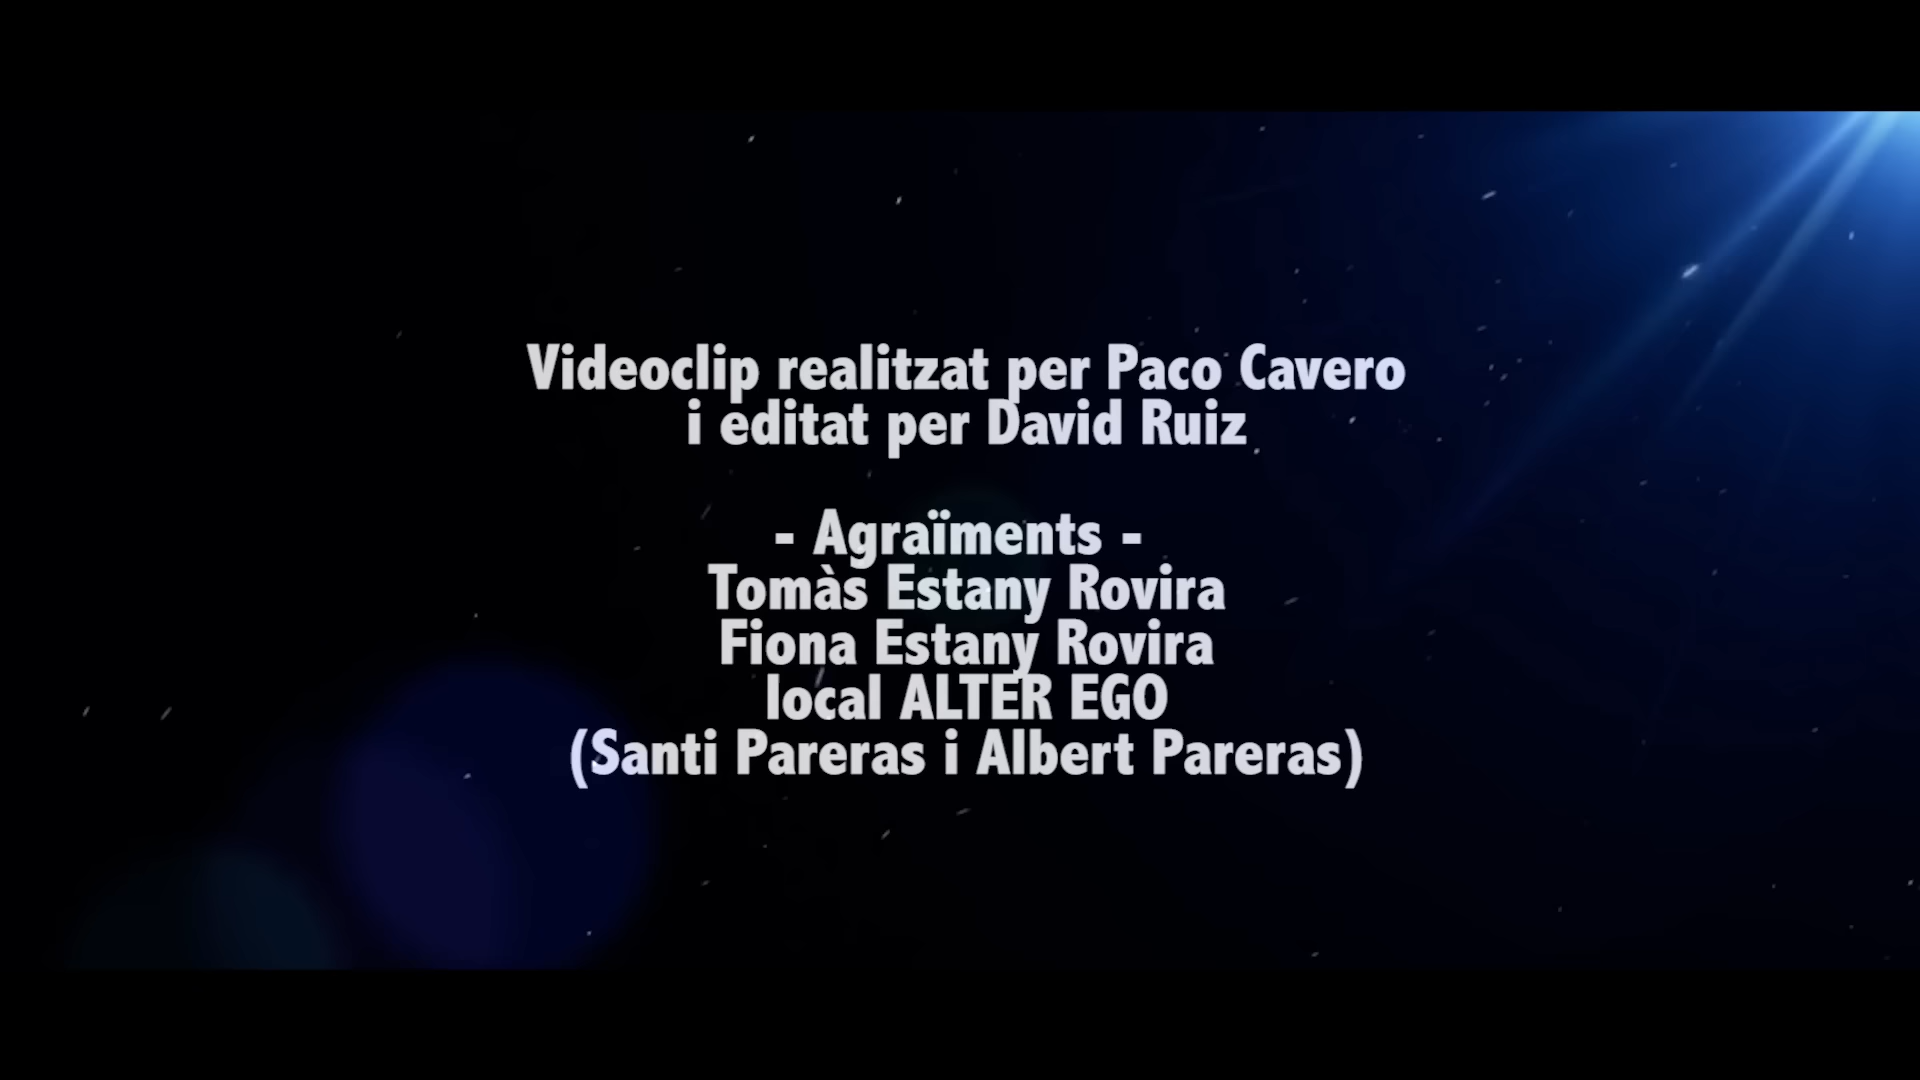 Videoclip realitzat per Paco Cavero
i editat per David Ruiz
- Agraïments -
Tomàs Estany Rovira
Fiona Estany Rovira
local ALTER EGO
(Santi Pareras i Albert Pareras)